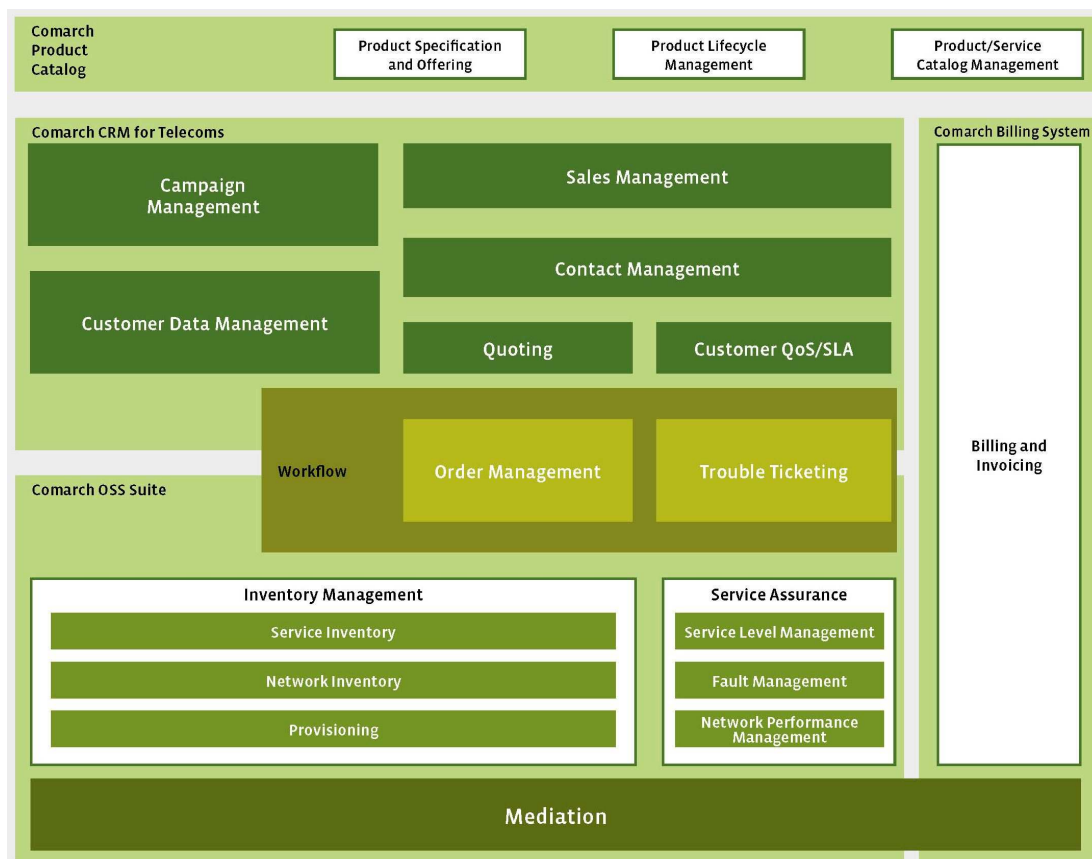 Comarch
Product
Catalog
Product Specification
and Offering
Product Lifecycle
Management
Product/Service
Catalog Management
Comarch CRM for Telecoms
Campaign
Management
Sales Management
Contact Management
Customer Data Management
Quoting
Customer QoS/SLA
Workflow
Order Management
Trouble Ticketing
Comarch Billing System
Billing and
Invoicing
Comarch OSS Suite
Inventory Management
Service Inventory
Network Inventory
Provisioning
Service Assurance
Service Level Management
Fault Management
Network Performance
Management
Mediation